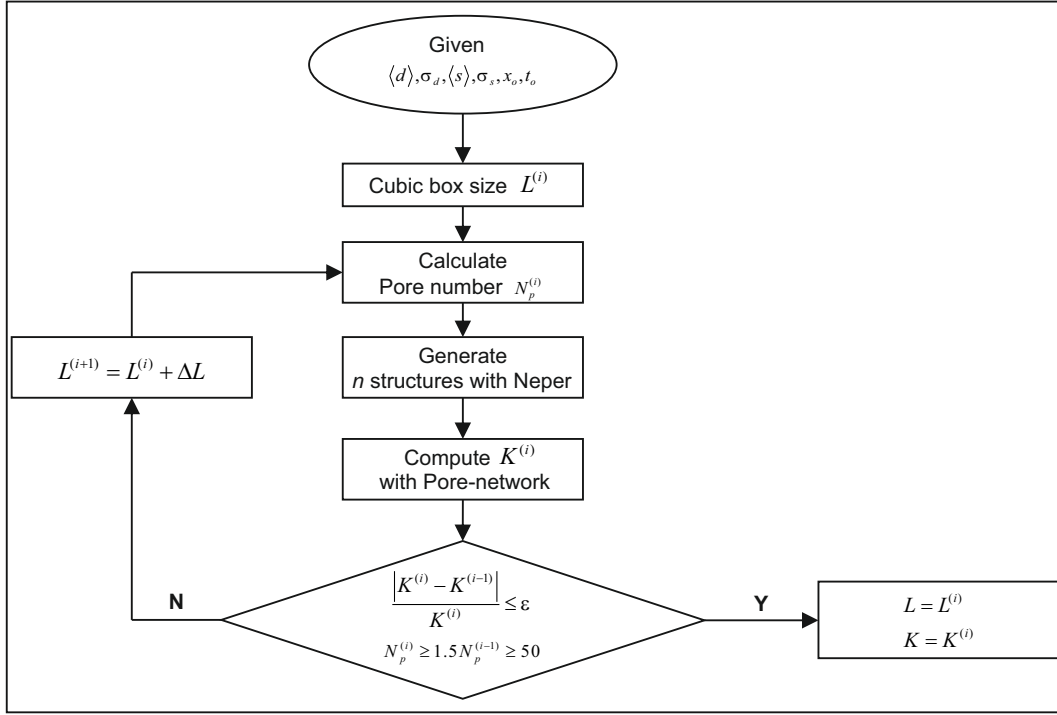 Given
⟨d⟩,σ_d,⟨s⟩,σ_s,x_o,t_o
Cubic box size L^(i)
Calculate
Pore number N_p^(i)
Generate
n structures with Neper
L^(i+1) = L^(i) + ΔL
Compute K^(i)
with Pore-network
N
|K^(i) − K^(i−1)| / K^(i) ≤ ε
N_p^(i) ≥ 1.5N_p^(i−1) ≥ 50
Y
L = L^(i)
K = K^(i)